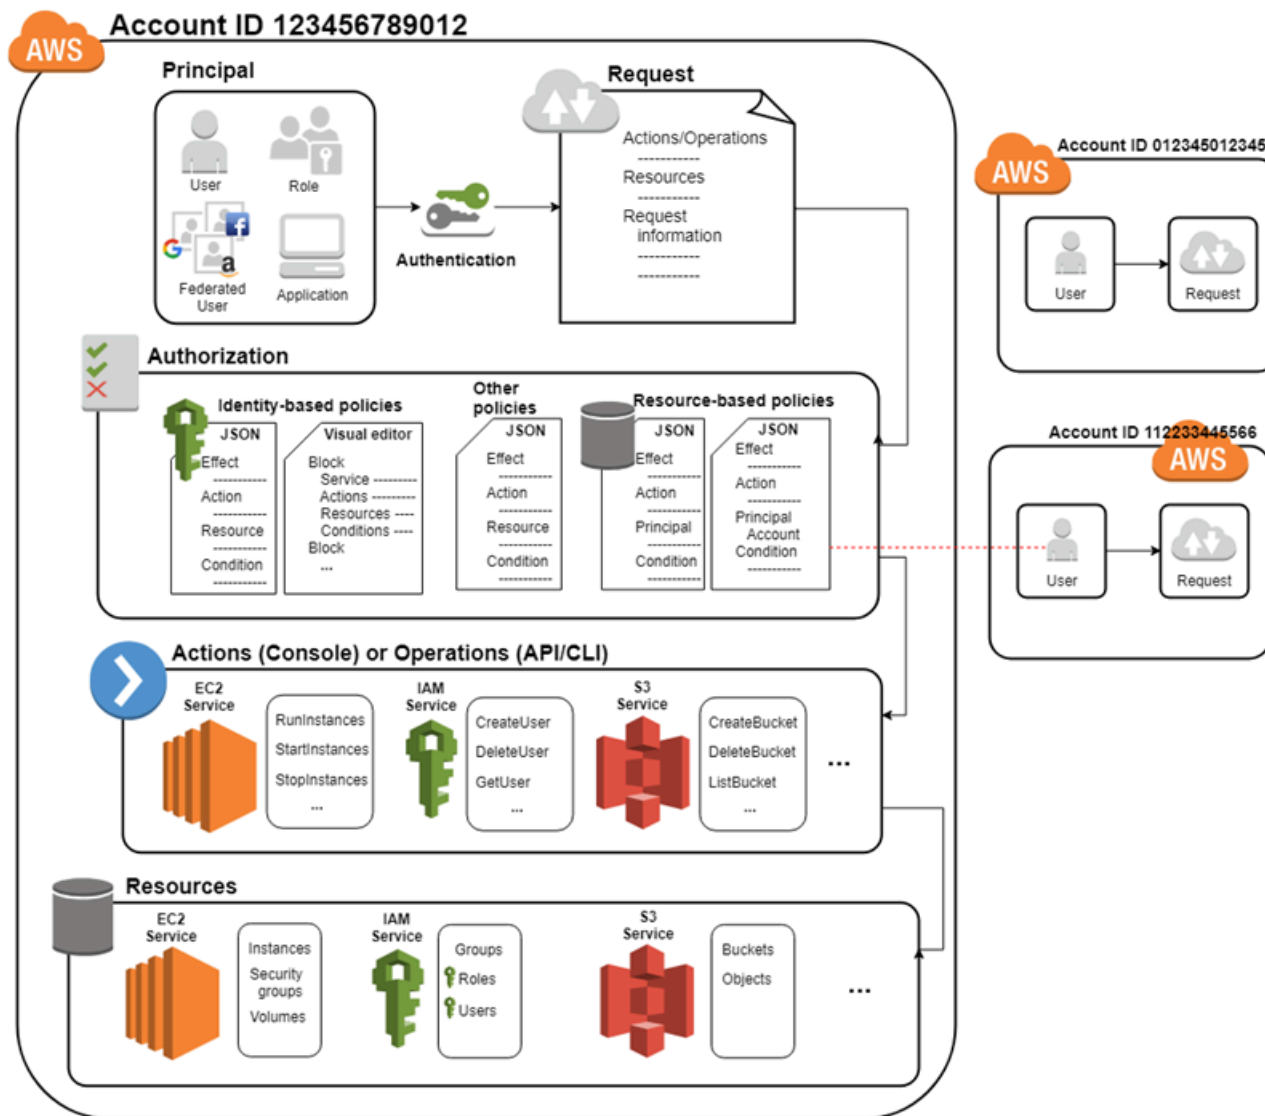 AWS
Account ID 123456789012
Principal
User
Role
Federated
User
Application
Authentication
Request
Actions/Operations
-----------
Resources
-----------
Request
information
-----------
-----------
AWS
Account ID 012345012345
User
Request
Authorization
Identity-based policies
JSON
Effect
-----------
Action
-----------
Resource
-----------
Condition
-----------
Visual editor
Block
Service ---------
Actions ---------
Resources ----
Conditions ----
Block
...
Other
policies
JSON
Effect
-----------
Action
-----------
Resource
-----------
Condition
-----------
Resource-based policies
JSON
Effect
-----------
Action
-----------
Principal
-----------
Condition
-----------
JSON
Effect
-----------
Action
-----------
Principal
Account
Condition
-----------
Account ID 112233445566
AWS
User
Request
Actions (Console) or Operations (API/CLI)
EC2
Service
RunInstances
StartInstances
StopInstances
...
IAM
Service
CreateUser
DeleteUser
GetUser
...
S3
Service
CreateBucket
DeleteBucket
ListBucket
...
...
Resources
EC2
Service
Instances
Security
groups
Volumes
IAM
Service
Groups
Roles
Users
S3
Service
Buckets
Objects
...